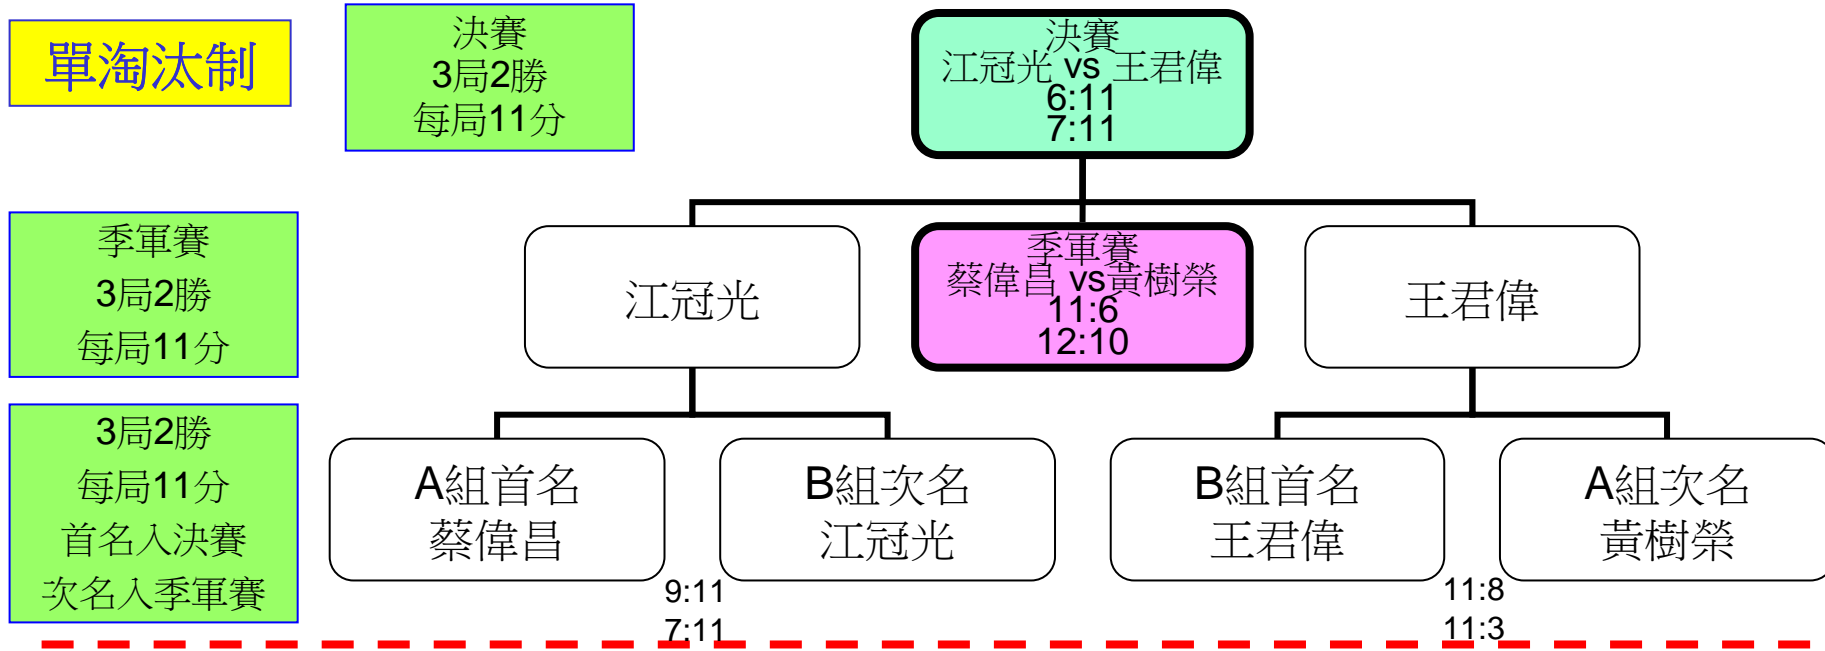 單淘汰制
決賽
3局2勝
每局11分
決賽
江冠光 vs 王君偉
6:11
7:11
季軍賽
3局2勝
每局11分
江冠光
季軍賽
蔡偉昌 vs黃樹榮
11:6
12:10
王君偉
3局2勝
每局11分
首名入決賽
次名入季軍賽
A組首名
蔡偉昌
B組次名
江冠光
B組首名
王君偉
A組次名
黃樹榮
9:11
7:11
11:8
11:3